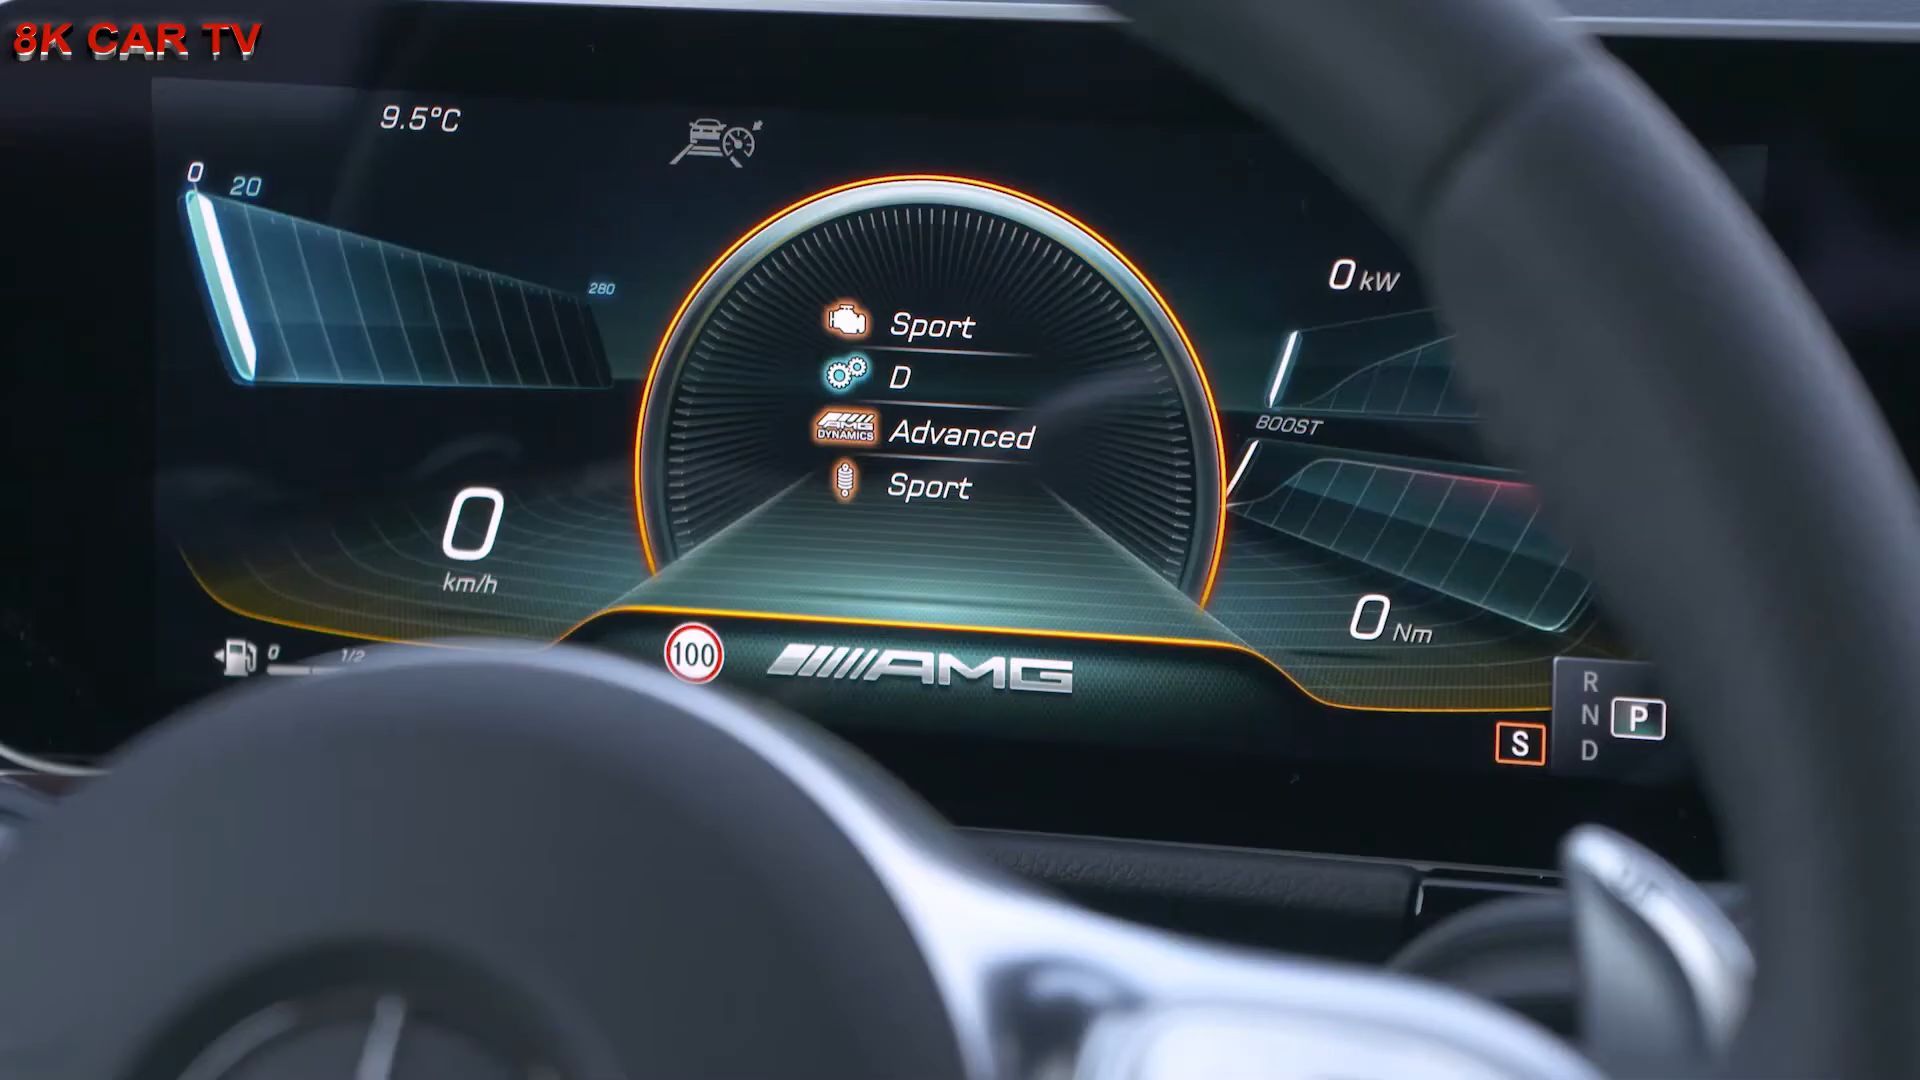 8K CAR TV
9.5°C
0 20
280
0 kW
Sport
D
AMG DYNAMICS Advanced
Sport
BOOST
0
km/h
0 Nm
0 1/2
100
AMG
R
N P
D
S